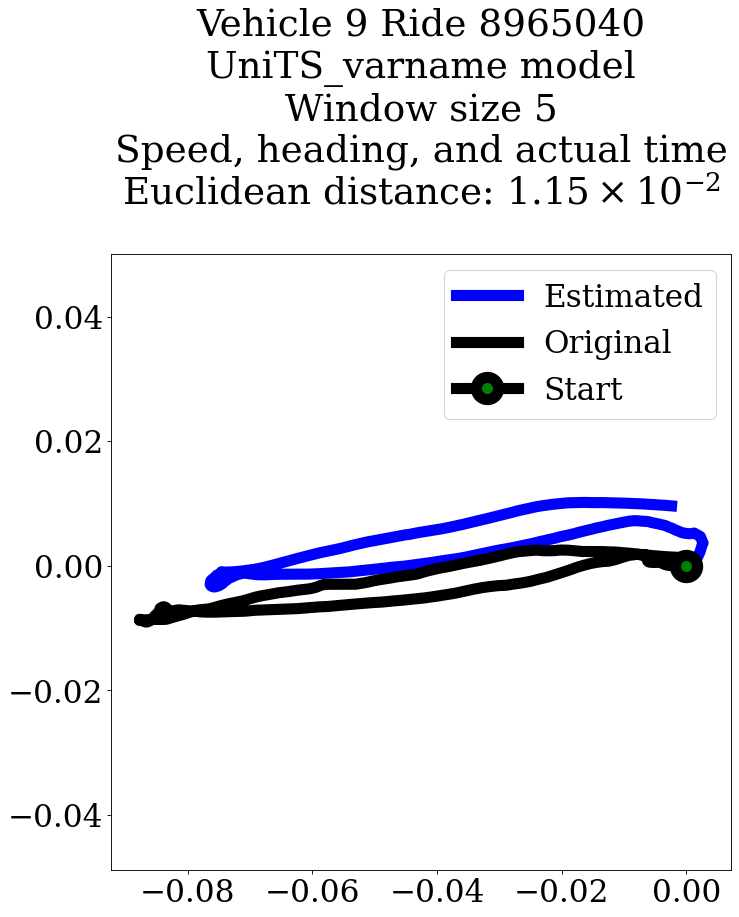 Vehicle 9 Ride 8965040
UniTS_varname model
Window size 5
Speed, heading, and actual time
Euclidean distance: 1.15 × 10⁻²
Estimated
Original
Start
0.04
0.02
0.00
−0.02
−0.04
−0.08 −0.06 −0.04 −0.02 0.00